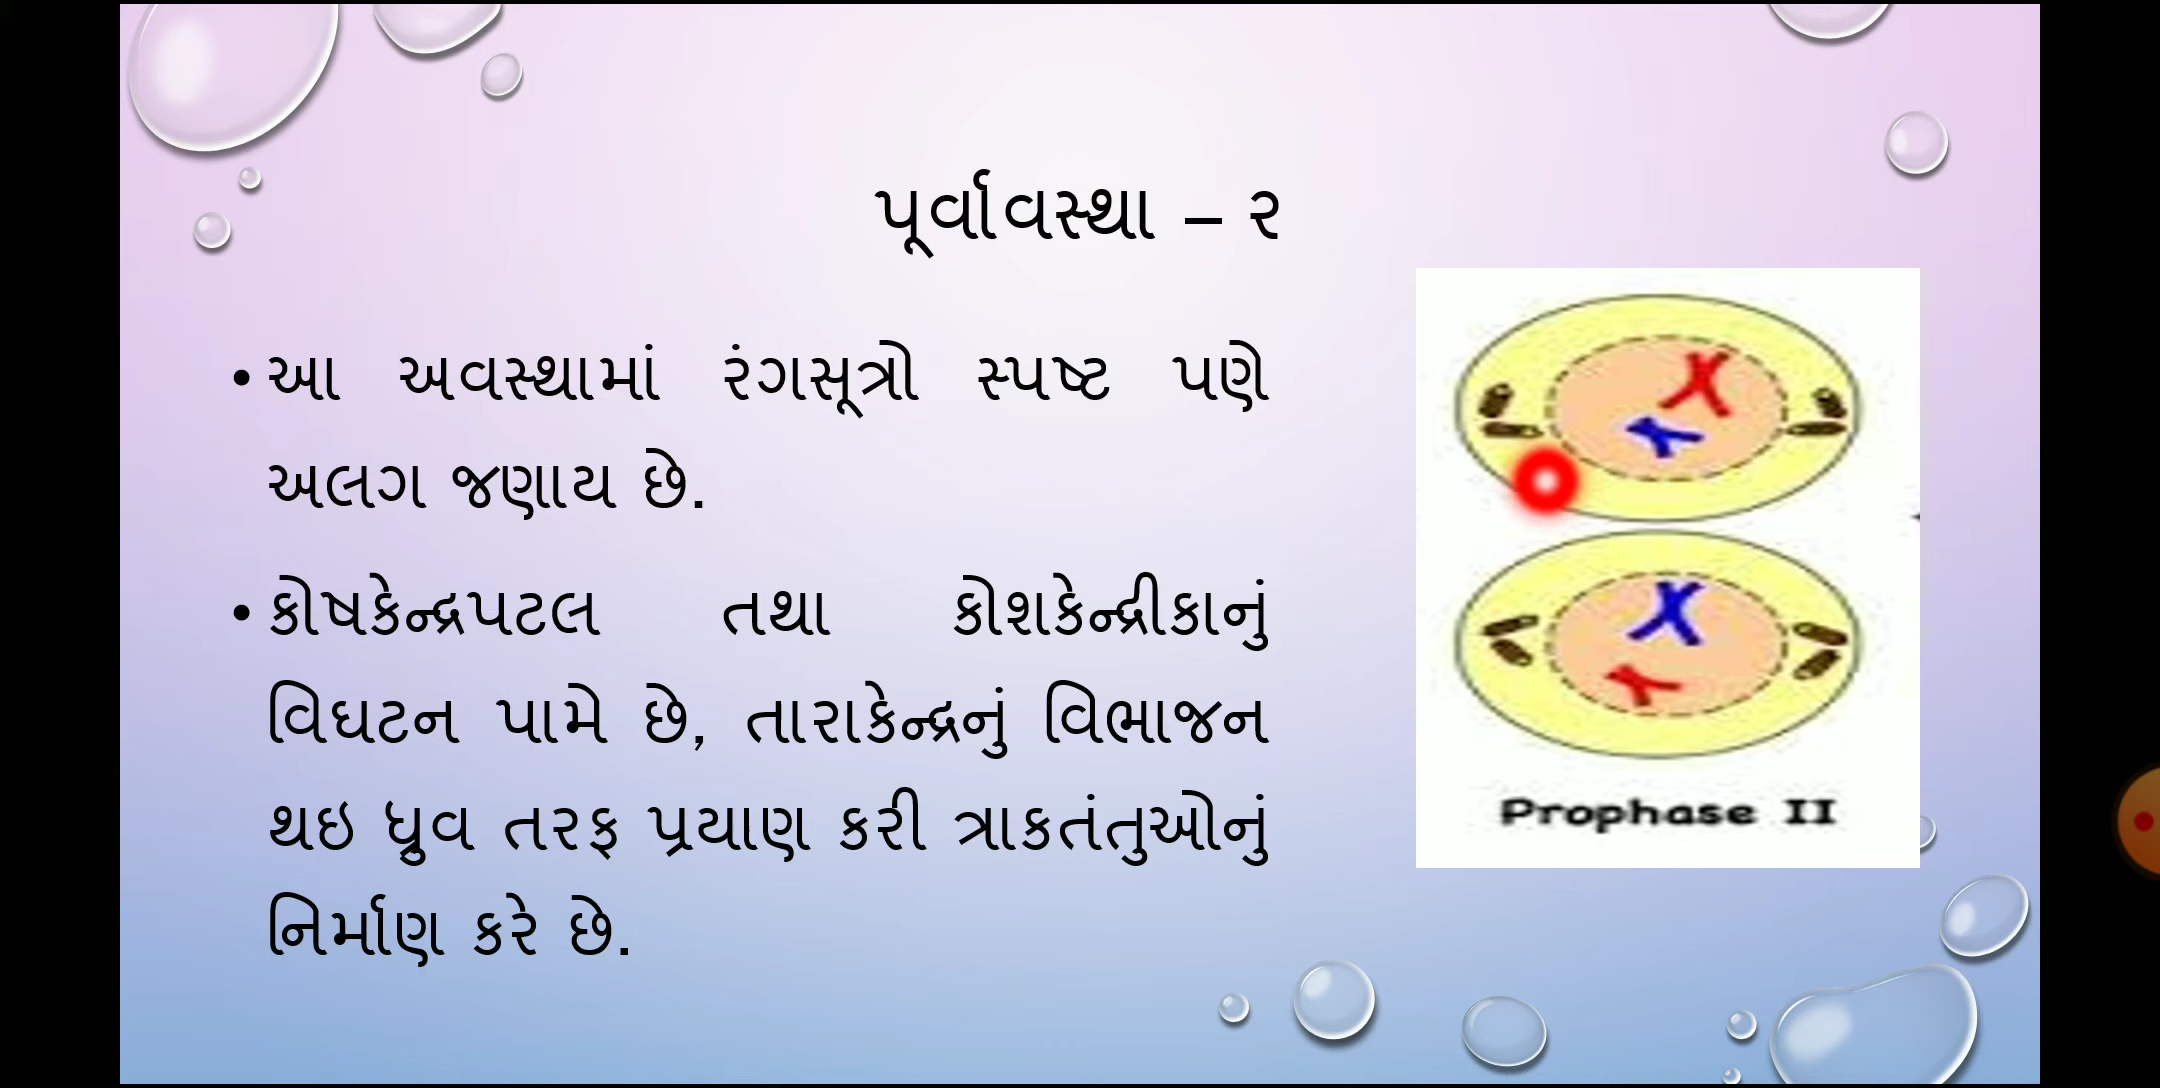 પૂર્વાવસ્થા – ૨
• આ અવસ્થામાં રંગસૂત્રો સ્પષ્ટ પણે
અલગ જણાય છે.
• કોષકેન્દ્રપટલ તથા કોશકેન્દ્રીકાનું
વિઘટન પામે છે, તારાકેન્દ્રનું વિભાજન
થઇ ધ્રુવ તરફ પ્રયાણ કરી ત્રાકતંતુઓનું
નિર્માણ કરે છે.
Prophase II